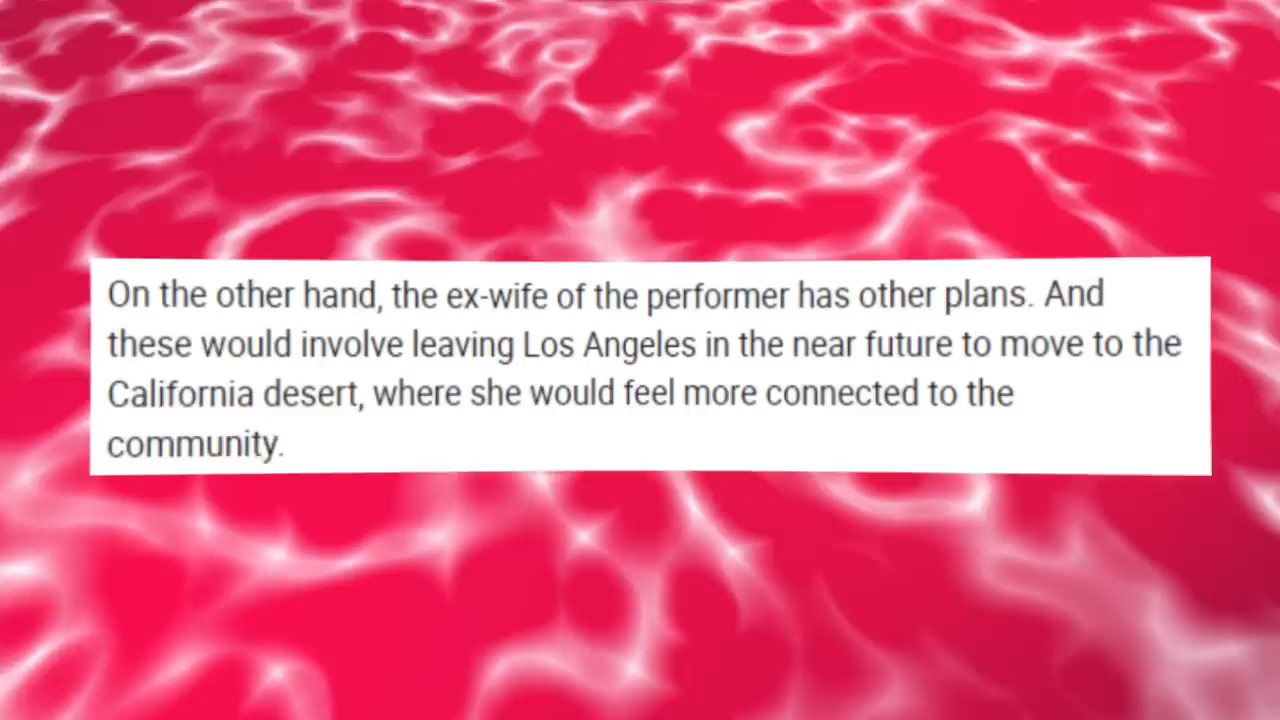 On the other hand, the ex-wife of the performer has other plans. And
these would involve leaving Los Angeles in the near future to move to the
California desert, where she would feel more connected to the
community.